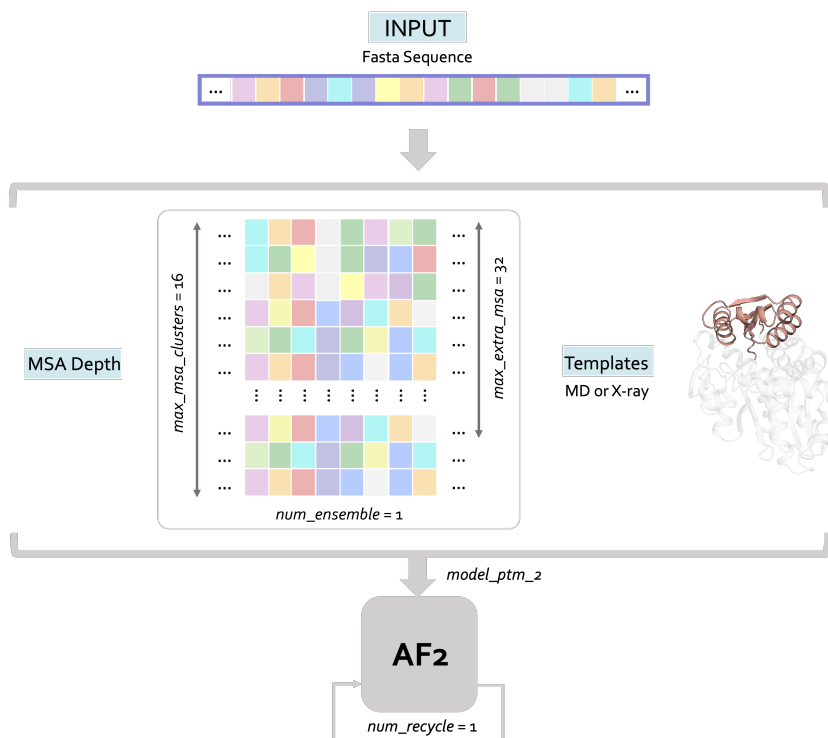 INPUT
Fasta Sequence
... ...
... ...
... ...
... ...
... ...
... ...
... ...
... ...
... ...
... ...
max_msa_clusters = 16
max_extra_msa = 32
MSA Depth
Templates
MD or X-ray
num_ensemble = 1
model_ptm_2
AF2
num_recycle = 1